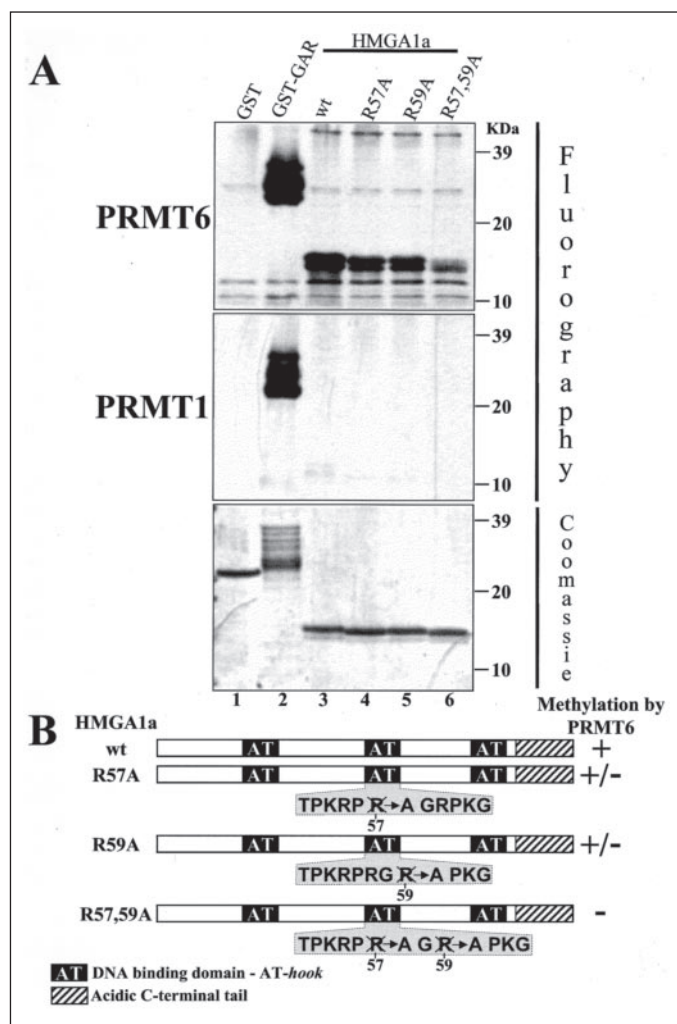 A
HMGA1a
GST
GST-GAR
wt
R57A
R59A
R57,59A
KDa
PRMT6
39
20
10
PRMT1
39
20
10
Fluorography
39
20
10
Coomassie
1 2 3 4 5 6
B
HMGA1a
Methylation by
PRMT6
wt AT AT AT +
R57A AT AT AT +/-
TPKRP R→A GRPKG
57
R59A AT AT AT +/-
TPKRPRG R→A PKG
59
R57,59A AT AT AT -
TPKRP R→A G R→A PKG
57 59
AT DNA binding domain - AT-hook
Acidic C-terminal tail